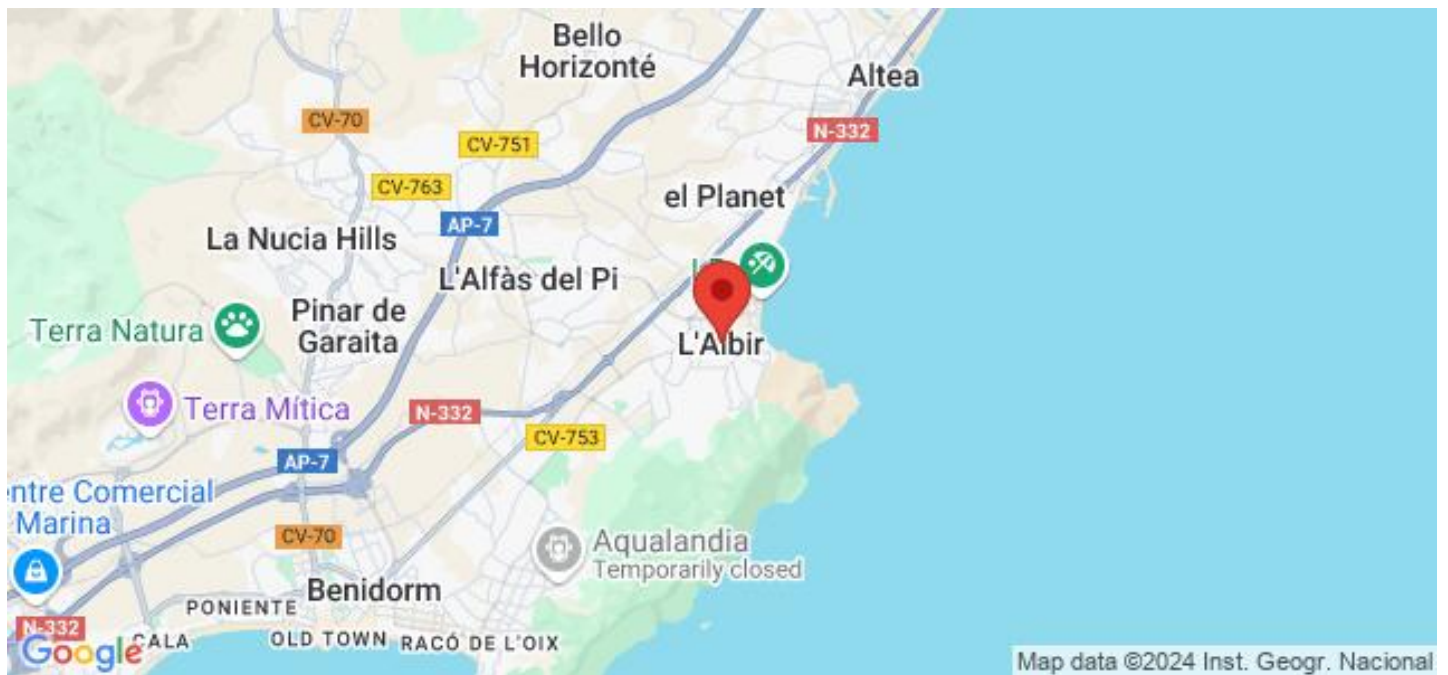 Bello
Horizonté
Altea
CV-70
N-332
CV-751
CV-763
el Planet
AP-7
La Nucia Hills
L'Alfàs del Pi
Pinar de
Garaita
Terra Natura
L'Albir
Terra Mítica
N-332
CV-753
AP-7
entre Comercial
Marina
CV-70
Aqualandia
Temporarily closed
Benidorm
PONIENTE
N-332
CALA
OLD TOWN
RACÓ DE L'OIX
Google
Map data ©2024 Inst. Geogr. Nacional